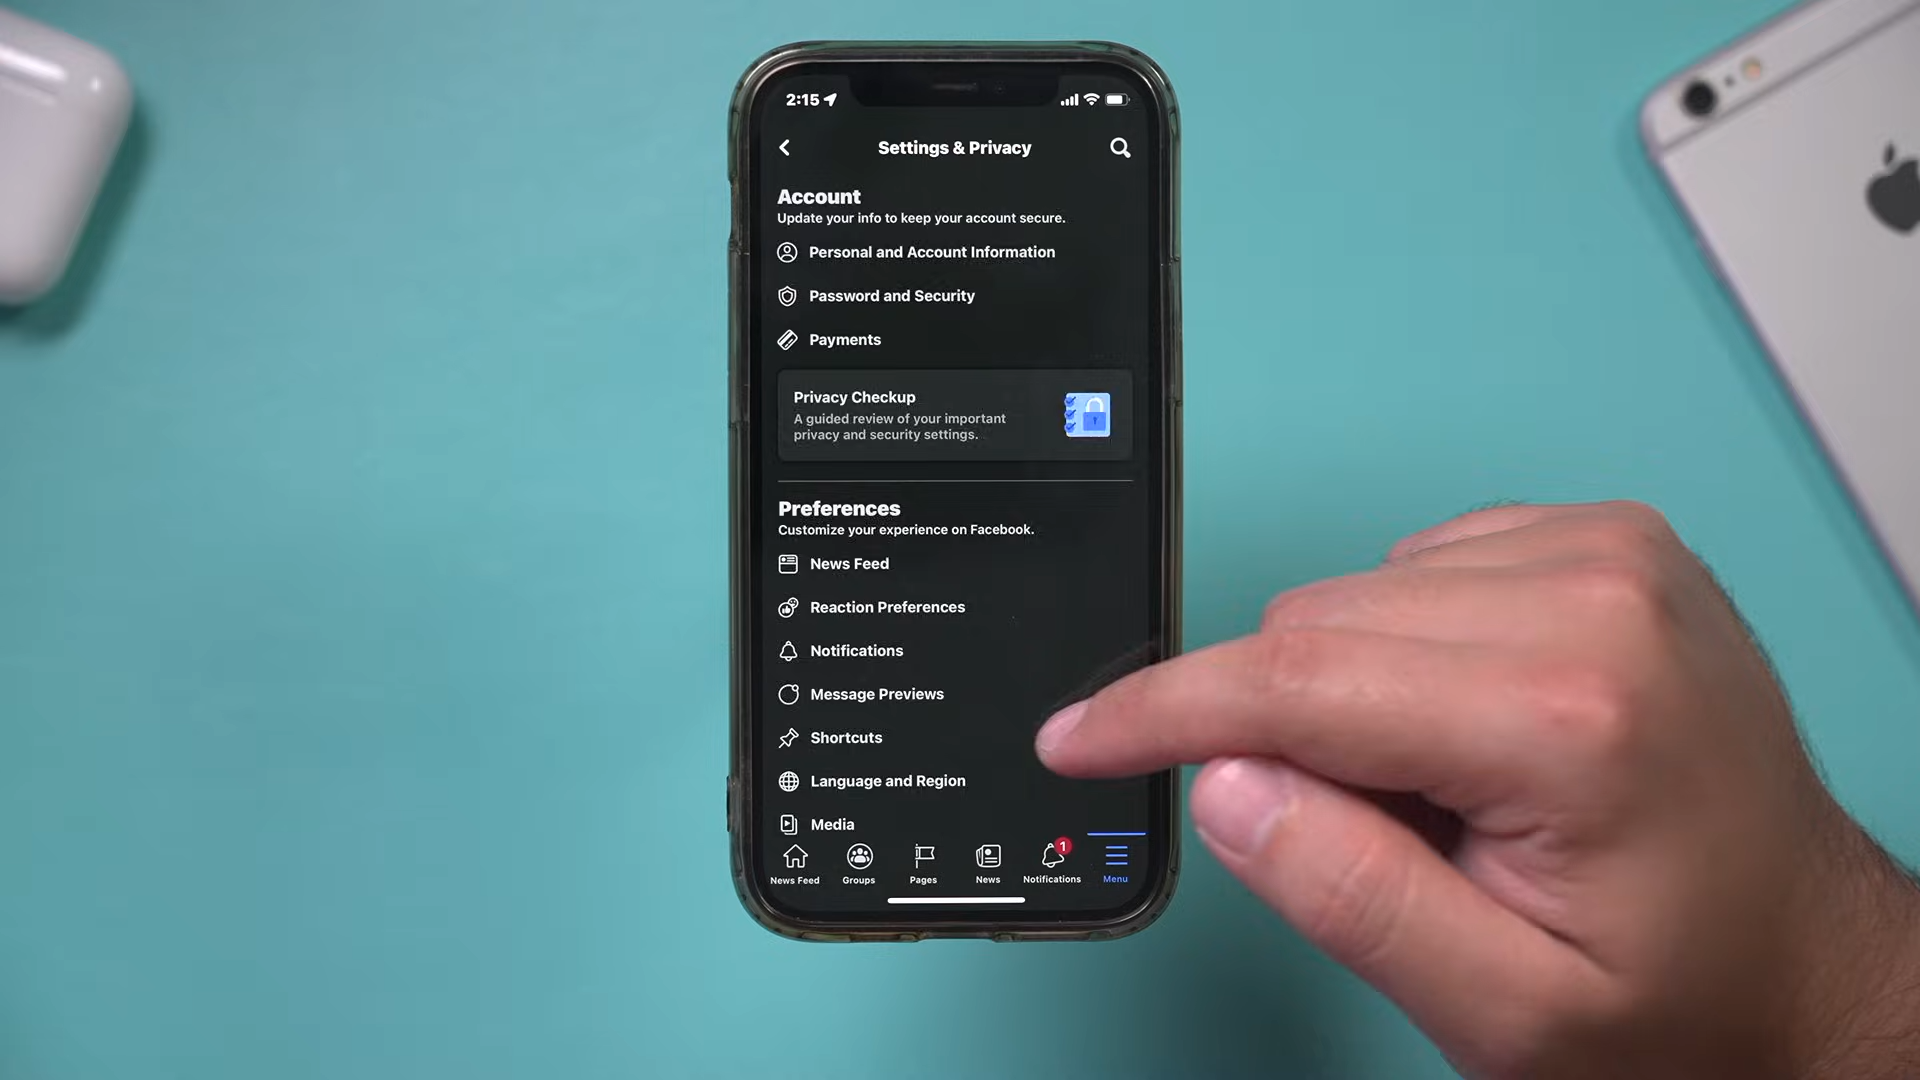 2:15
Settings & Privacy
Account
Update your info to keep your account secure.
Personal and Account Information
Password and Security
Payments
Privacy Checkup
A guided review of your important
privacy and security settings.
Preferences
Customize your experience on Facebook.
News Feed
Reaction Preferences
Notifications
Message Previews
Shortcuts
Language and Region
Media
1
News Feed
Groups
Pages
News
Notifications
Menu